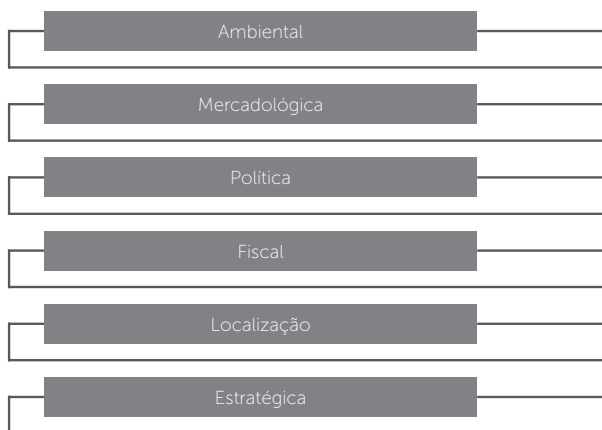 Ambiental
Mercadológica
Política
Fiscal
Localização
Estratégica